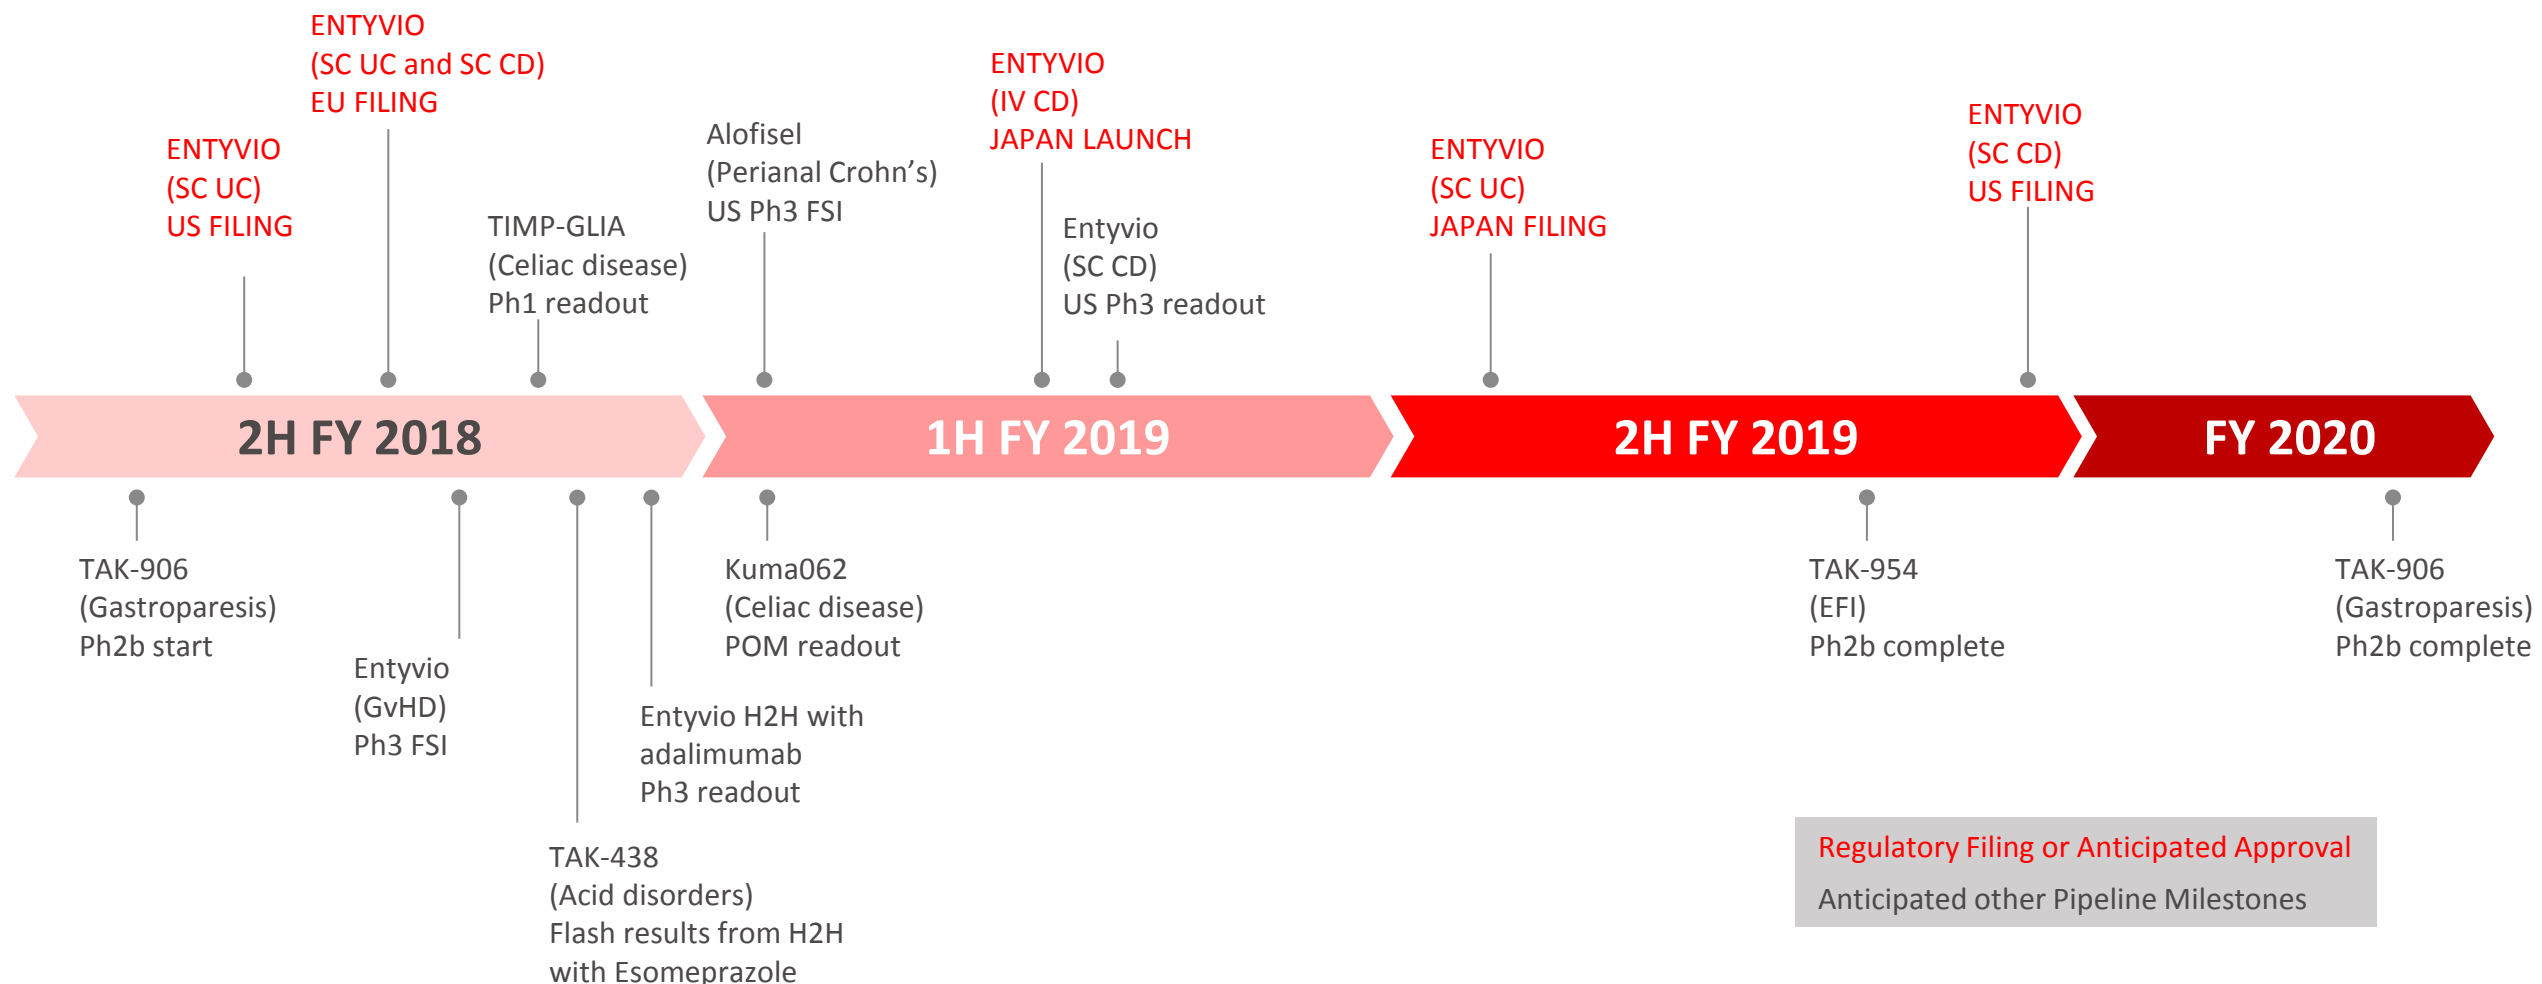 ENTYVIO
(SC UC)
US FILING
ENTYVIO
(SC UC and SC CD)
EU FILING
TIMP-GLIA
(Celiac disease)
Ph1 readout
Alofisel
(Perianal Crohn’s)
US Ph3 FSI
ENTYVIO
(IV CD)
JAPAN LAUNCH
Entyvio
(SC CD)
US Ph3 readout
ENTYVIO
(SC UC)
JAPAN FILING
ENTYVIO
(SC CD)
US FILING
2H FY 2018
1H FY 2019
2H FY 2019
FY 2020
TAK-906
(Gastroparesis)
Ph2b start
Entyvio
(GvHD)
Ph3 FSI
TAK-438
(Acid disorders)
Flash results from H2H
with Esomeprazole
Entyvio H2H with
adalimumab
Ph3 readout
Kuma062
(Celiac disease)
POM readout
TAK-954
(EFI)
Ph2b complete
TAK-906
(Gastroparesis)
Ph2b complete
Regulatory Filing or Anticipated Approval
Anticipated other Pipeline Milestones